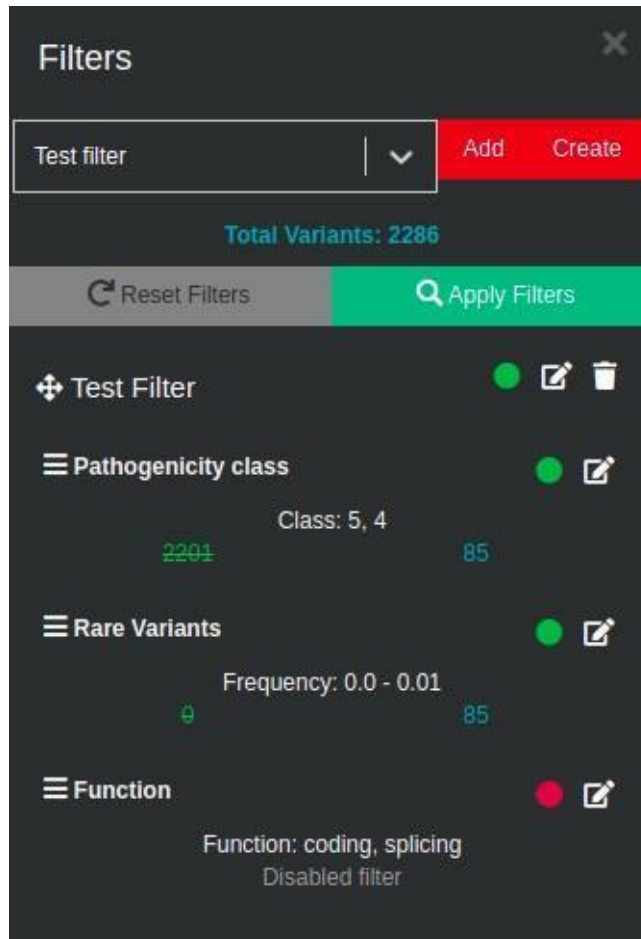 Filters
Test filter Add Create
Total Variants: 2286
Reset Filters Apply Filters
Test Filter
Pathogenicity class
Class: 5, 4
2201 85
Rare Variants
Frequency: 0.0 - 0.01
0 85
Function
Function: coding, splicing
Disabled filter